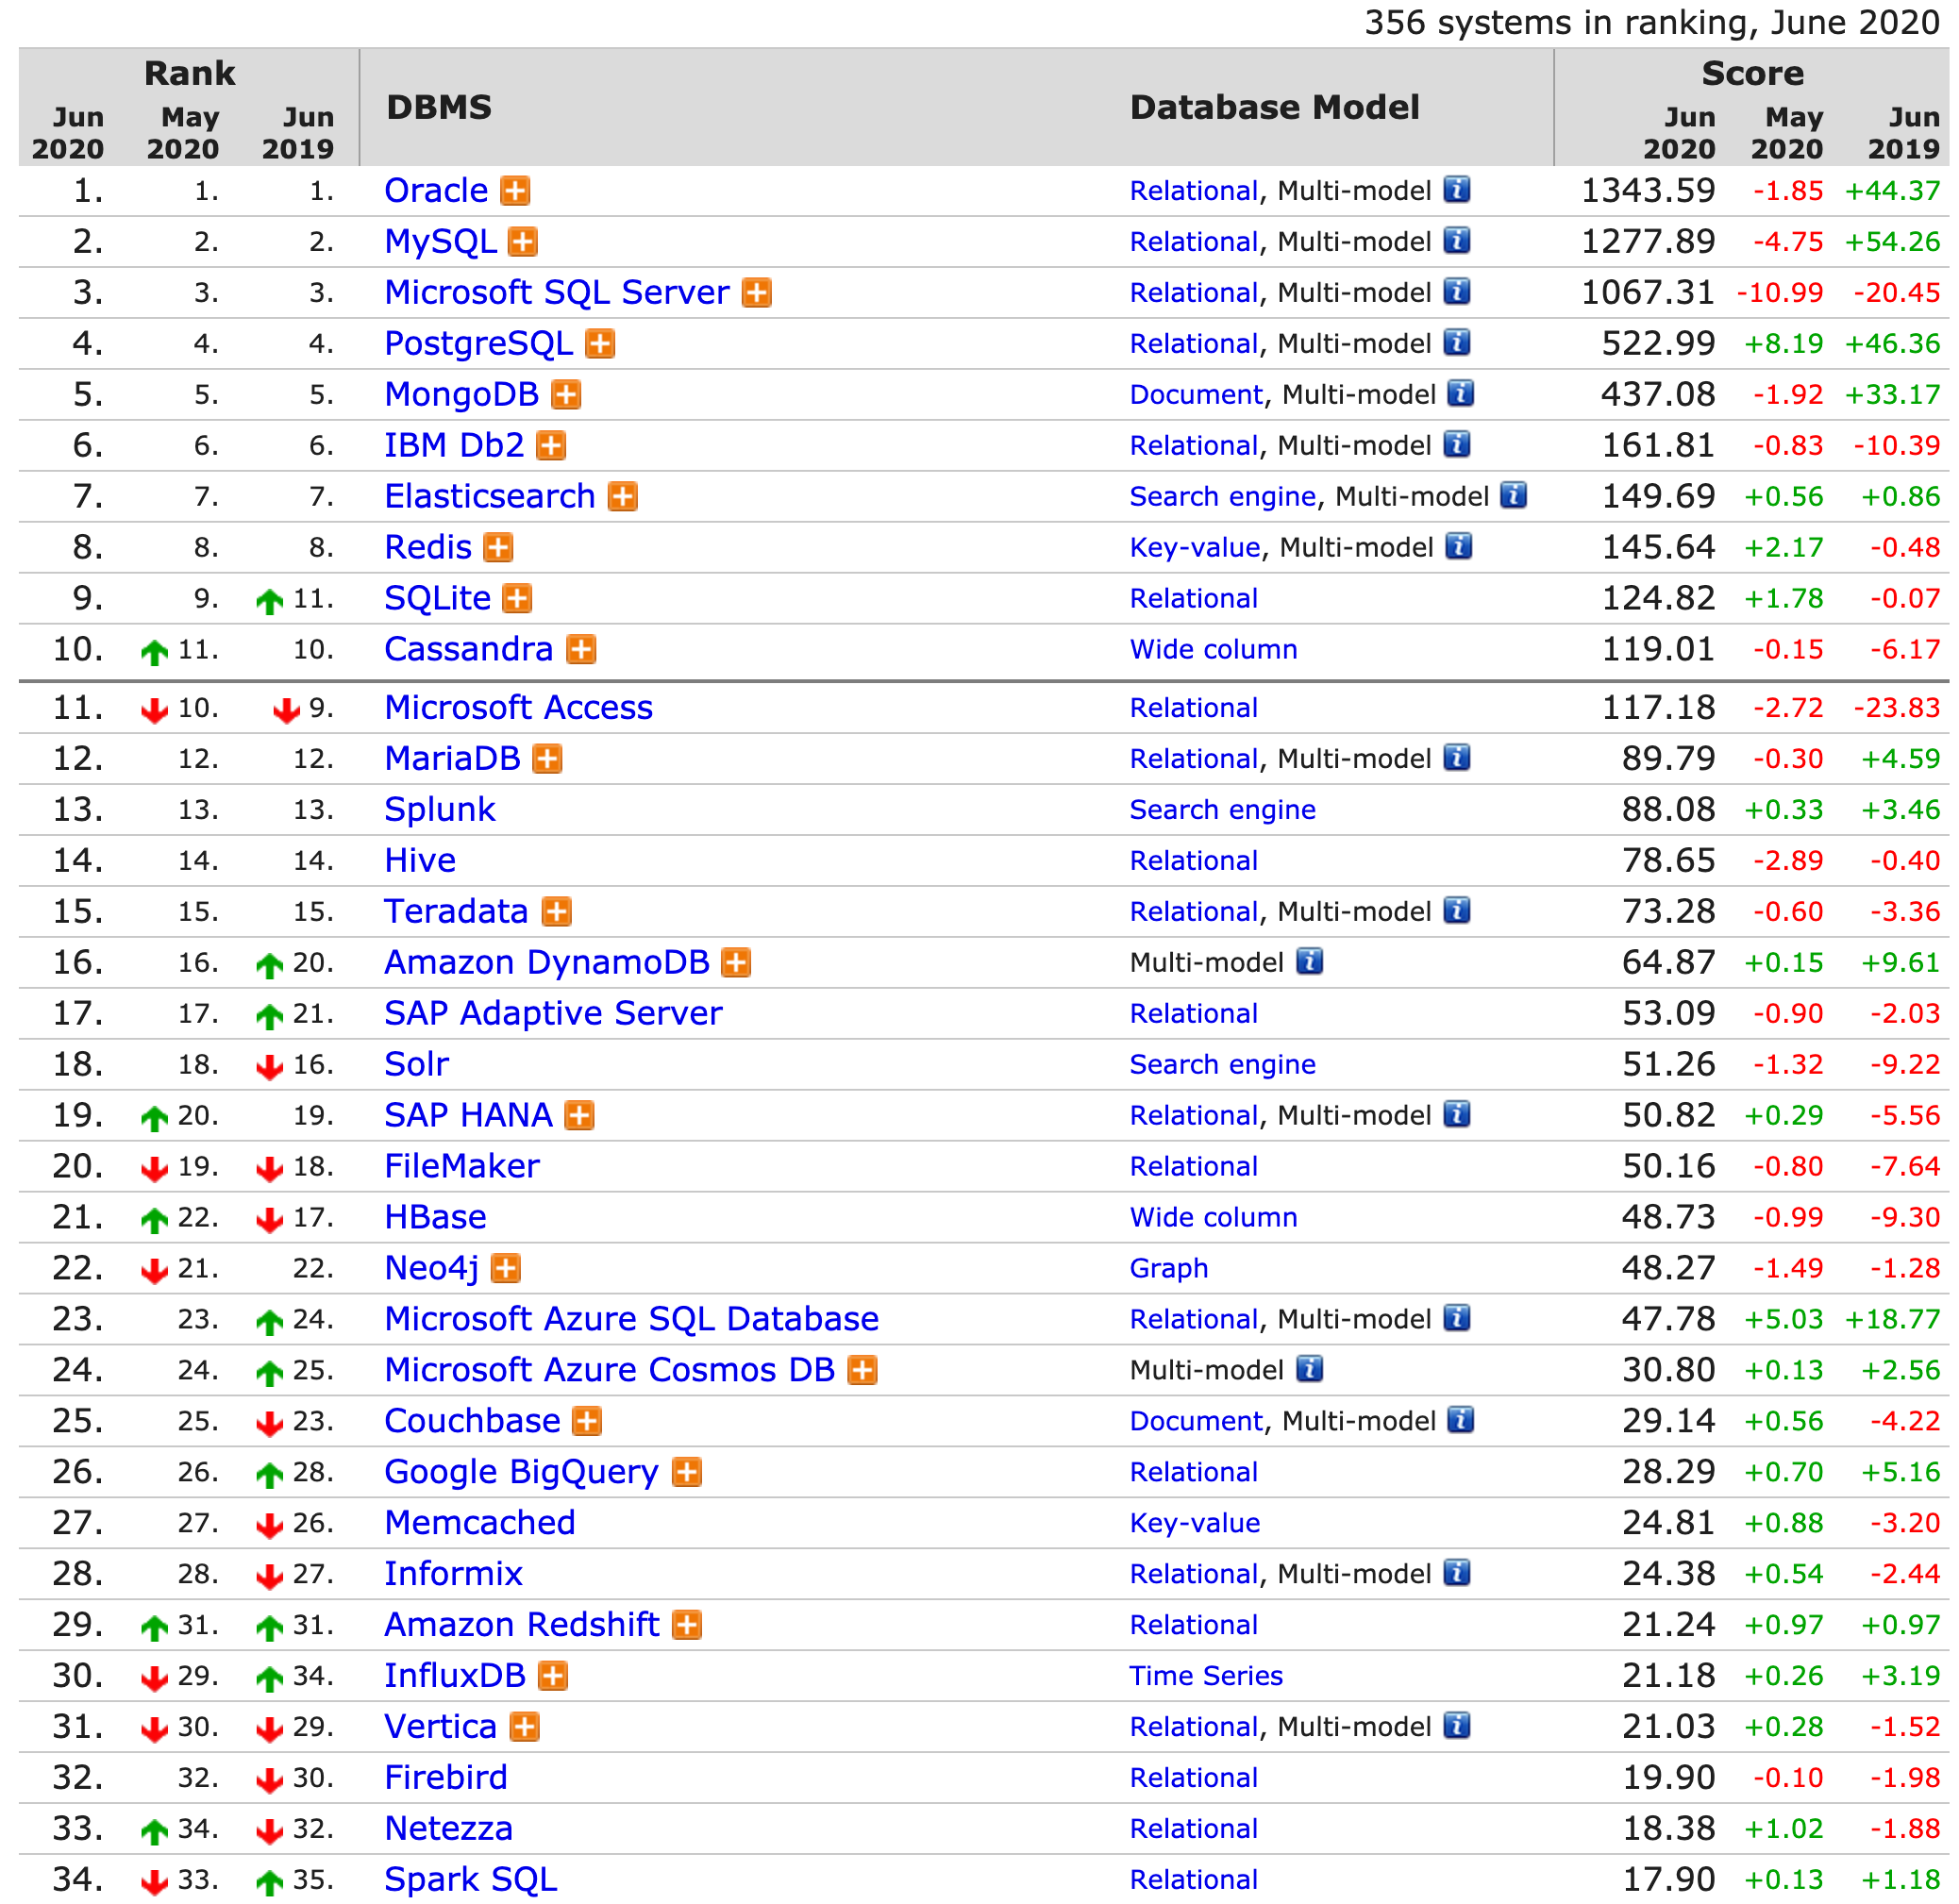 356 systems in ranking, June 2020
Rank DBMS Database Model Score
Jun 2020 May 2020 Jun 2019 Jun 2020 May 2020 Jun 2019
1. 1. 1. Oracle Relational, Multi-model 1343.59 -1.85 +44.37
2. 2. 2. MySQL Relational, Multi-model 1277.89 -4.75 +54.26
3. 3. 3. Microsoft SQL Server Relational, Multi-model 1067.31 -10.99 -20.45
4. 4. 4. PostgreSQL Relational, Multi-model 522.99 +8.19 +46.36
5. 5. 5. MongoDB Document, Multi-model 437.08 -1.92 +33.17
6. 6. 6. IBM Db2 Relational, Multi-model 161.81 -0.83 -10.39
7. 7. 7. Elasticsearch Search engine, Multi-model 149.69 +0.56 +0.86
8. 8. 8. Redis Key-value, Multi-model 145.64 +2.17 -0.48
9. 9. 11. SQLite Relational 124.82 +1.78 -0.07
10. 11. 10. Cassandra Wide column 119.01 -0.15 -6.17
11. 10. 9. Microsoft Access Relational 117.18 -2.72 -23.83
12. 12. 12. MariaDB Relational, Multi-model 89.79 -0.30 +4.59
13. 13. 13. Splunk Search engine 88.08 +0.33 +3.46
14. 14. 14. Hive Relational 78.65 -2.89 -0.40
15. 15. 15. Teradata Relational, Multi-model 73.28 -0.60 -3.36
16. 16. 20. Amazon DynamoDB Multi-model 64.87 +0.15 +9.61
17. 17. 21. SAP Adaptive Server Relational 53.09 -0.90 -2.03
18. 18. 16. Solr Search engine 51.26 -1.32 -9.22
19. 20. 19. SAP HANA Relational, Multi-model 50.82 +0.29 -5.56
20. 19. 18. FileMaker Relational 50.16 -0.80 -7.64
21. 22. 17. HBase Wide column 48.73 -0.99 -9.30
22. 21. 22. Neo4j Graph 48.27 -1.49 -1.28
23. 23. 24. Microsoft Azure SQL Database Relational, Multi-model 47.78 +5.03 +18.77
24. 24. 25. Microsoft Azure Cosmos DB Multi-model 30.80 +0.13 +2.56
25. 25. 23. Couchbase Document, Multi-model 29.14 +0.56 -4.22
26. 26. 28. Google BigQuery Relational 28.29 +0.70 +5.16
27. 27. 26. Memcached Key-value 24.81 +0.88 -3.20
28. 28. 27. Informix Relational, Multi-model 24.38 +0.54 -2.44
29. 31. 31. Amazon Redshift Relational 21.24 +0.97 +0.97
30. 29. 34. InfluxDB Time Series 21.18 +0.26 +3.19
31. 30. 29. Vertica Relational, Multi-model 21.03 +0.28 -1.52
32. 32. 30. Firebird Relational 19.90 -0.10 -1.98
33. 34. 32. Netezza Relational 18.38 +1.02 -1.88
34. 33. 35. Spark SQL Relational 17.90 +0.13 +1.18